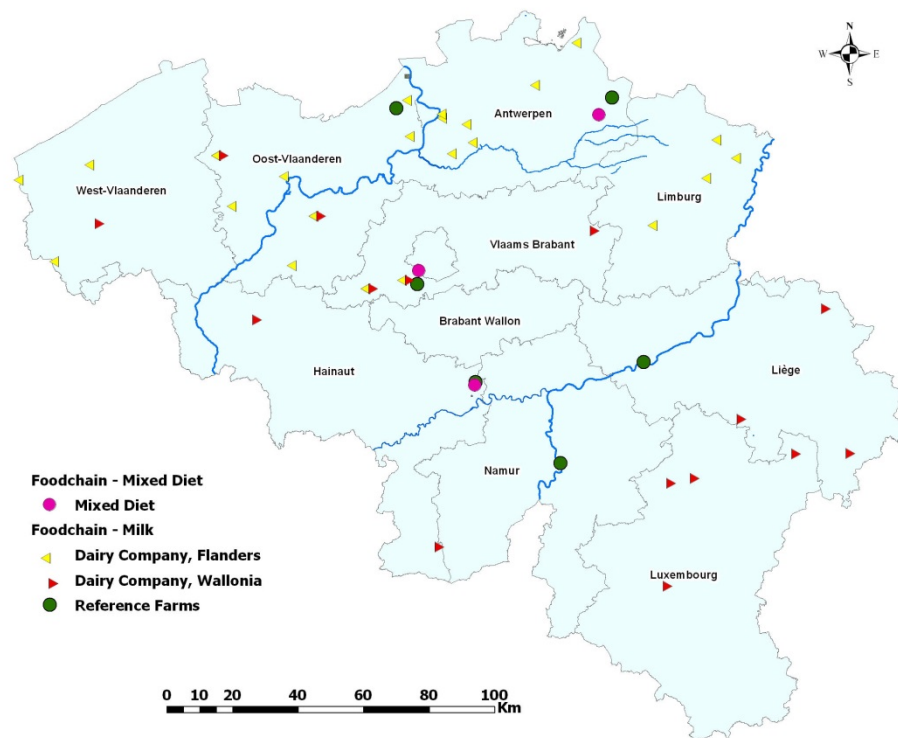 N
W E
S
Antwerpen
Oost-Vlaanderen
West-Vlaanderen
Limburg
Vlaams Brabant
Brabant Wallon
Hainaut
Liège
Namur
Luxembourg
Foodchain - Mixed Diet
Mixed Diet
Foodchain - Milk
Dairy Company, Flanders
Dairy Company, Wallonia
Reference Farms
0 10 20 40 60 80 100
Km